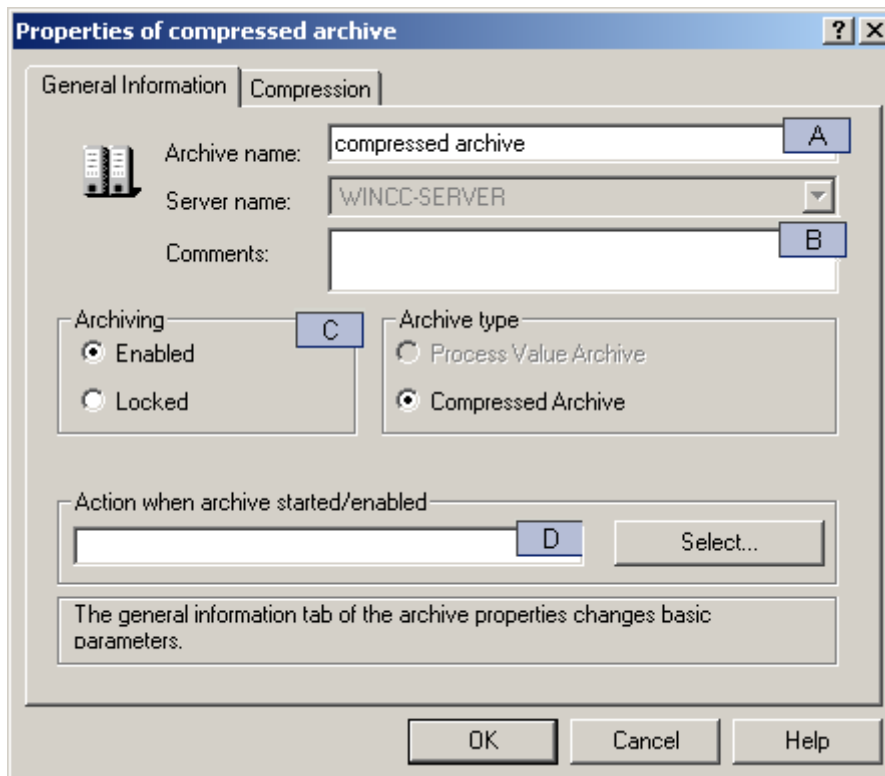 Properties of compressed archive
General Information
Compression
Archive name:
compressed archive
A
Server name:
WINCC-SERVER
Comments:
B
Archiving
C
Enabled
Locked
Archive type
Process Value Archive
Compressed Archive
Action when archive started/enabled
D
Select...
The general information tab of the archive properties changes basic
parameters.
OK
Cancel
Help